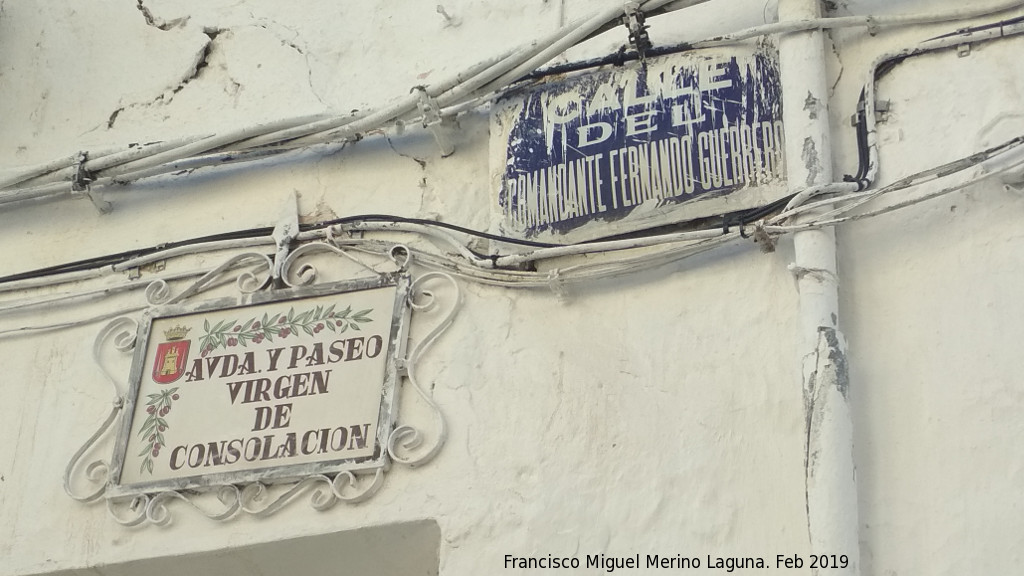 CALLE
DEL
COMANDANTE FERNANDO GUERRERO
AVDA. Y PASEO
VIRGEN
DE
CONSOLACION
Francisco Miguel Merino Laguna. Feb 2019